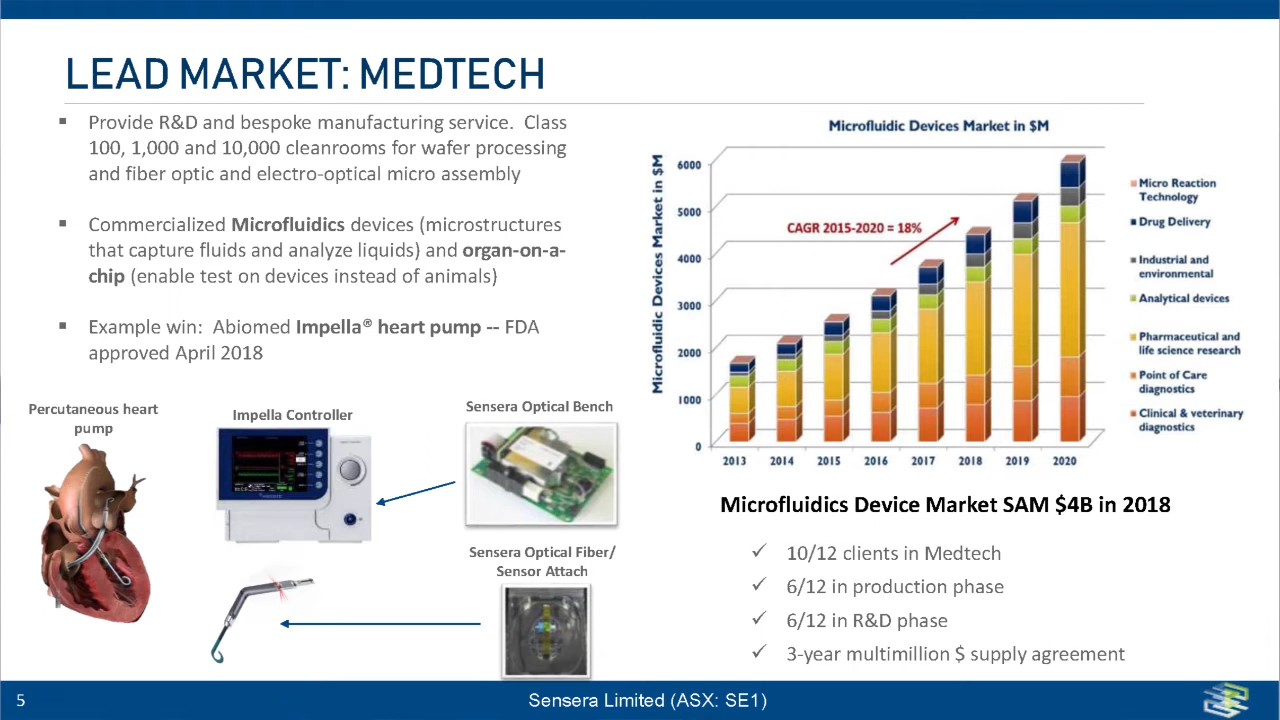 LEAD MARKET: MEDTECH
▪ Provide R&D and bespoke manufacturing service. Class
100, 1,000 and 10,000 cleanrooms for wafer processing
and fiber optic and electro-optical micro assembly
▪ Commercialized Microfluidics devices (microstructures
that capture fluids and analyze liquids) and organ-on-a-
chip (enable test on devices instead of animals)
▪ Example win: Abiomed Impella® heart pump -- FDA
approved April 2018
Percutaneous heart
pump
Impella Controller
Sensera Optical Bench
Sensera Optical Fiber/
Sensor Attach
Microfluidic Devices Market in $M
Microfluidic Devices Market in $M
6000
5000
4000
3000
2000
1000
0
CAGR 2015-2020 = 18%
2013 2014 2015 2016 2017 2018 2019 2020
Micro Reaction
Technology
Drug Delivery
Industrial and
environmental
Analytical devices
Pharmaceutical and
life science research
Point of Care
diagnostics
Clinical & veterinary
diagnostics
Microfluidics Device Market SAM $4B in 2018
✓ 10/12 clients in Medtech
✓ 6/12 in production phase
✓ 6/12 in R&D phase
✓ 3-year multimillion $ supply agreement
5
Sensera Limited (ASX: SE1)